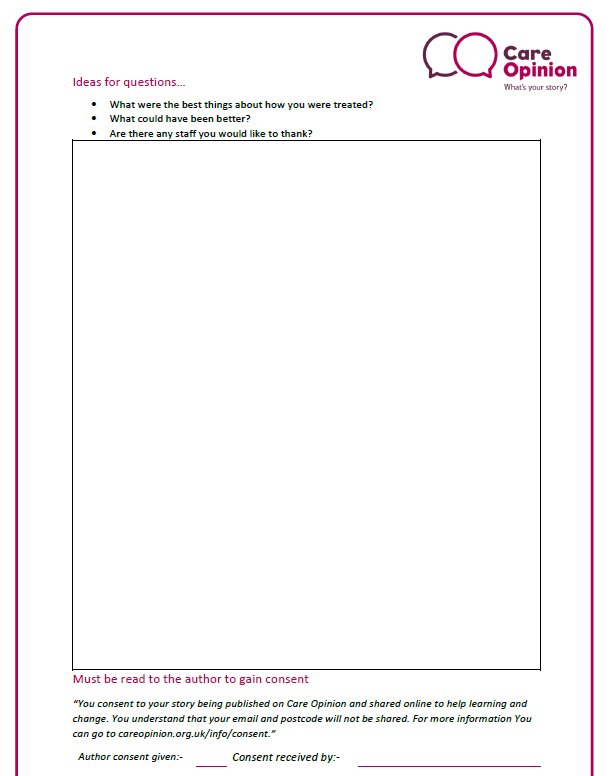 Care
Opinion
What's your story?
Ideas for questions...
• What were the best things about how you were treated?
• What could have been better?
• Are there any staff you would like to thank?
Must be read to the author to gain consent
“You consent to your story being published on Care Opinion and shared online to help learning and
change. You understand that your email and postcode will not be shared. For more information You
can go to careopinion.org.uk/info/consent.”
Author consent given:- ____ Consent received by:- ____________________